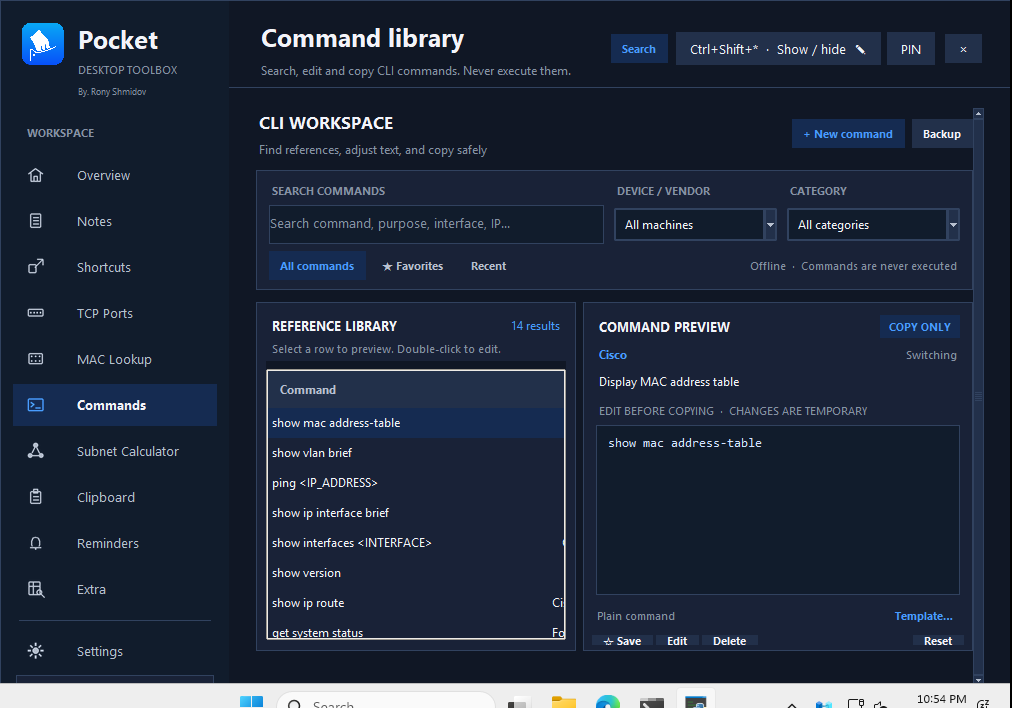 Pocket
DESKTOP TOOLBOX
By. Rony Shmidov
WORKSPACE
Overview
Notes
Shortcuts
TCP Ports
MAC Lookup
Commands
Subnet Calculator
Clipboard
Reminders
Extra
Settings
Command library
Search, edit and copy CLI commands. Never execute them.
Search
Ctrl+Shift+* · Show / hide
PIN
×
CLI WORKSPACE
Find references, adjust text, and copy safely
+ New command
Backup
SEARCH COMMANDS
DEVICE / VENDOR
CATEGORY
Search command, purpose, interface, IP...
All machines
All categories
All commands
★ Favorites
Recent
Offline · Commands are never executed
REFERENCE LIBRARY
14 results
Select a row to preview. Double-click to edit.
Command
show mac address-table
show vlan brief
ping <IP_ADDRESS>
show ip interface brief
show interfaces <INTERFACE>
show version
show ip route
Ci
get system status
Fo
COMMAND PREVIEW
COPY ONLY
Cisco
Switching
Display MAC address table
EDIT BEFORE COPYING · CHANGES ARE TEMPORARY
show mac address-table
Plain command
Template...
☆ Save
Edit
Delete
Reset
Search
10:54 PM